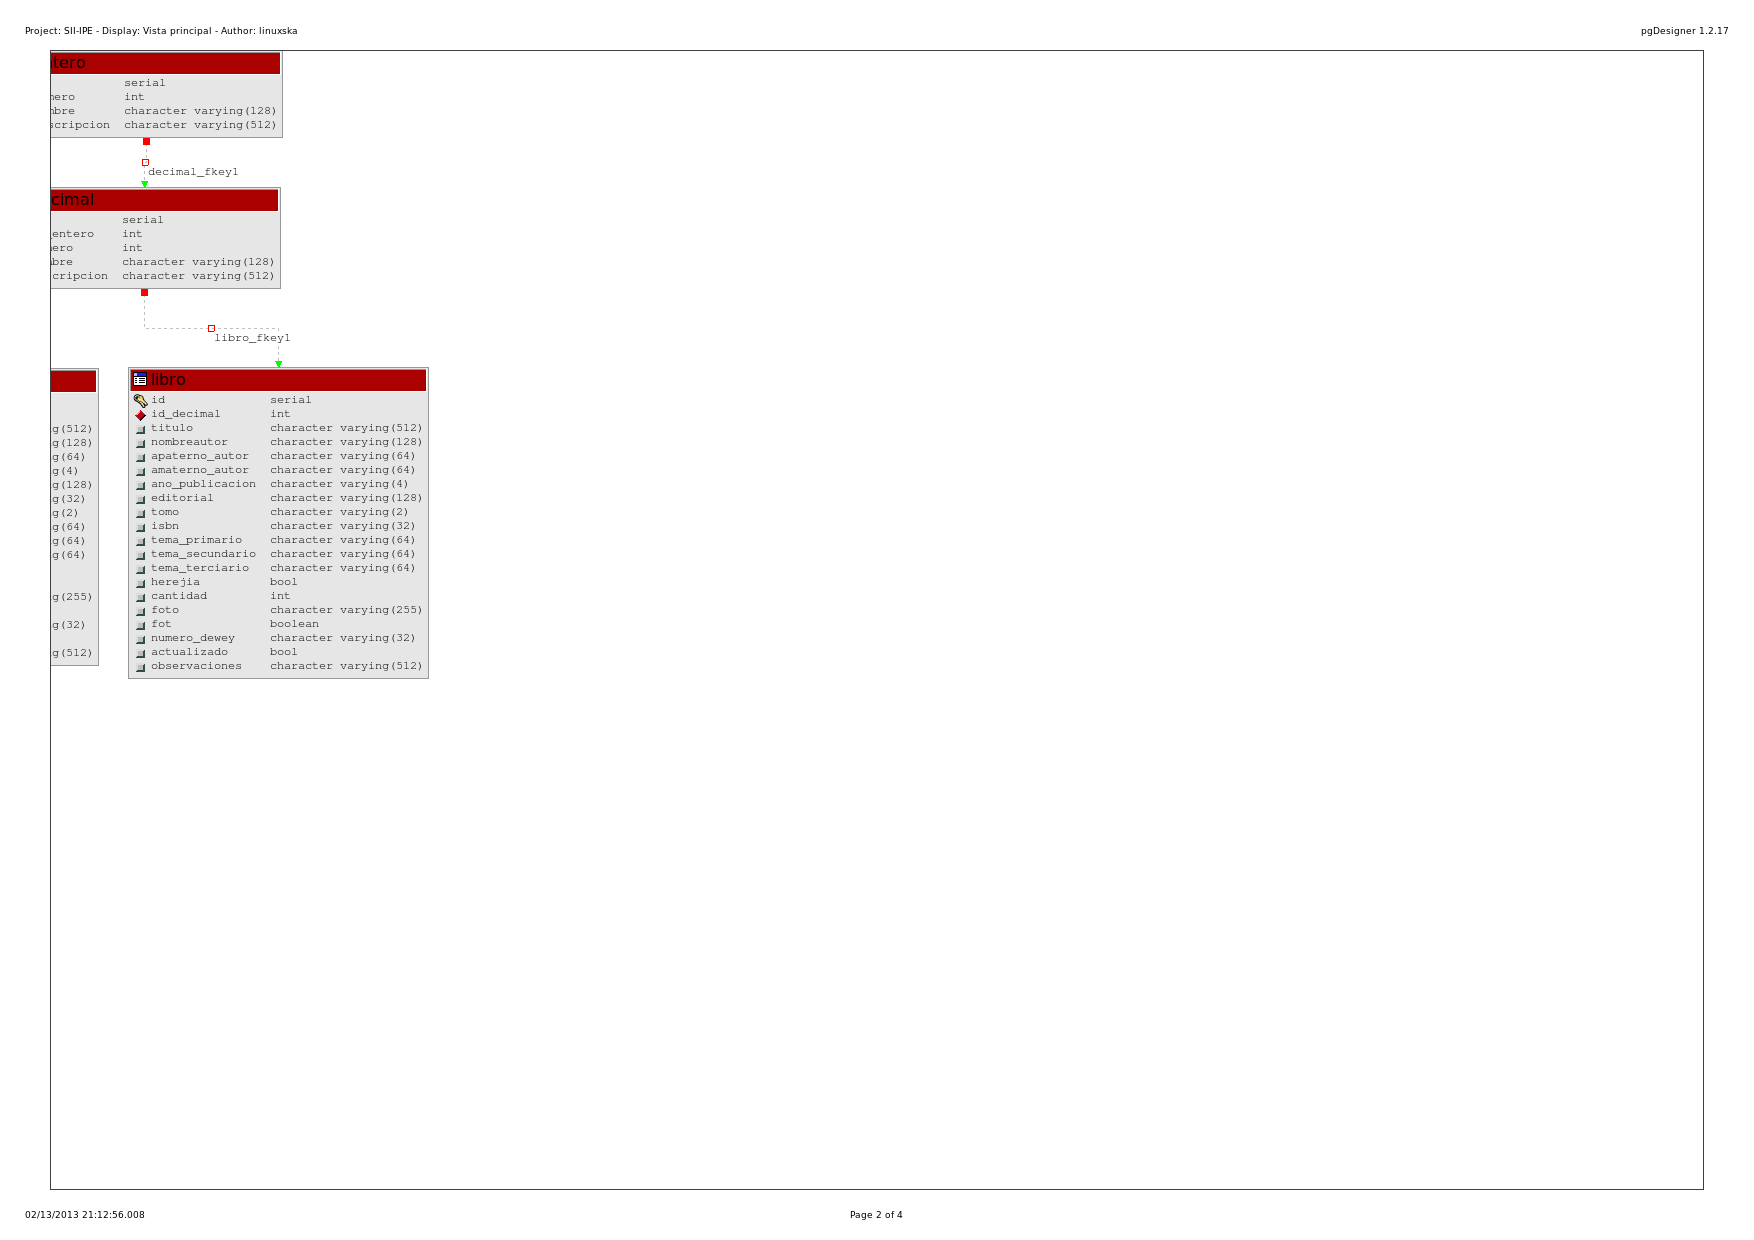 Project: SII-IPE - Display: Vista principal - Author: linuxska
pgDesigner 1.2.17
serial
int
character varying(128)
scripcion character varying(512)
decimal_fkey1
cimal
serial
_entero int
int
character varying(128)
cripcion character varying(512)
libro_fkey1
g(512)
g(128)
g(64)
g(4)
g(128)
g(32)
g(2)
g(64)
g(64)
g(64)
g(255)
g(32)
g(512)
libro
id serial
id_decimal int
titulo character varying(512)
nombreautor character varying(128)
apaterno_autor character varying(64)
amaterno_autor character varying(64)
ano_publicacion character varying(4)
editorial character varying(128)
tomo character varying(2)
isbn character varying(32)
tema_primario character varying(64)
tema_secundario character varying(64)
tema_terciario character varying(64)
herejia bool
cantidad int
foto character varying(255)
fot boolean
numero_dewey character varying(32)
actualizado bool
observaciones character varying(512)
02/13/2013 21:12:56.008
Page 2 of 4